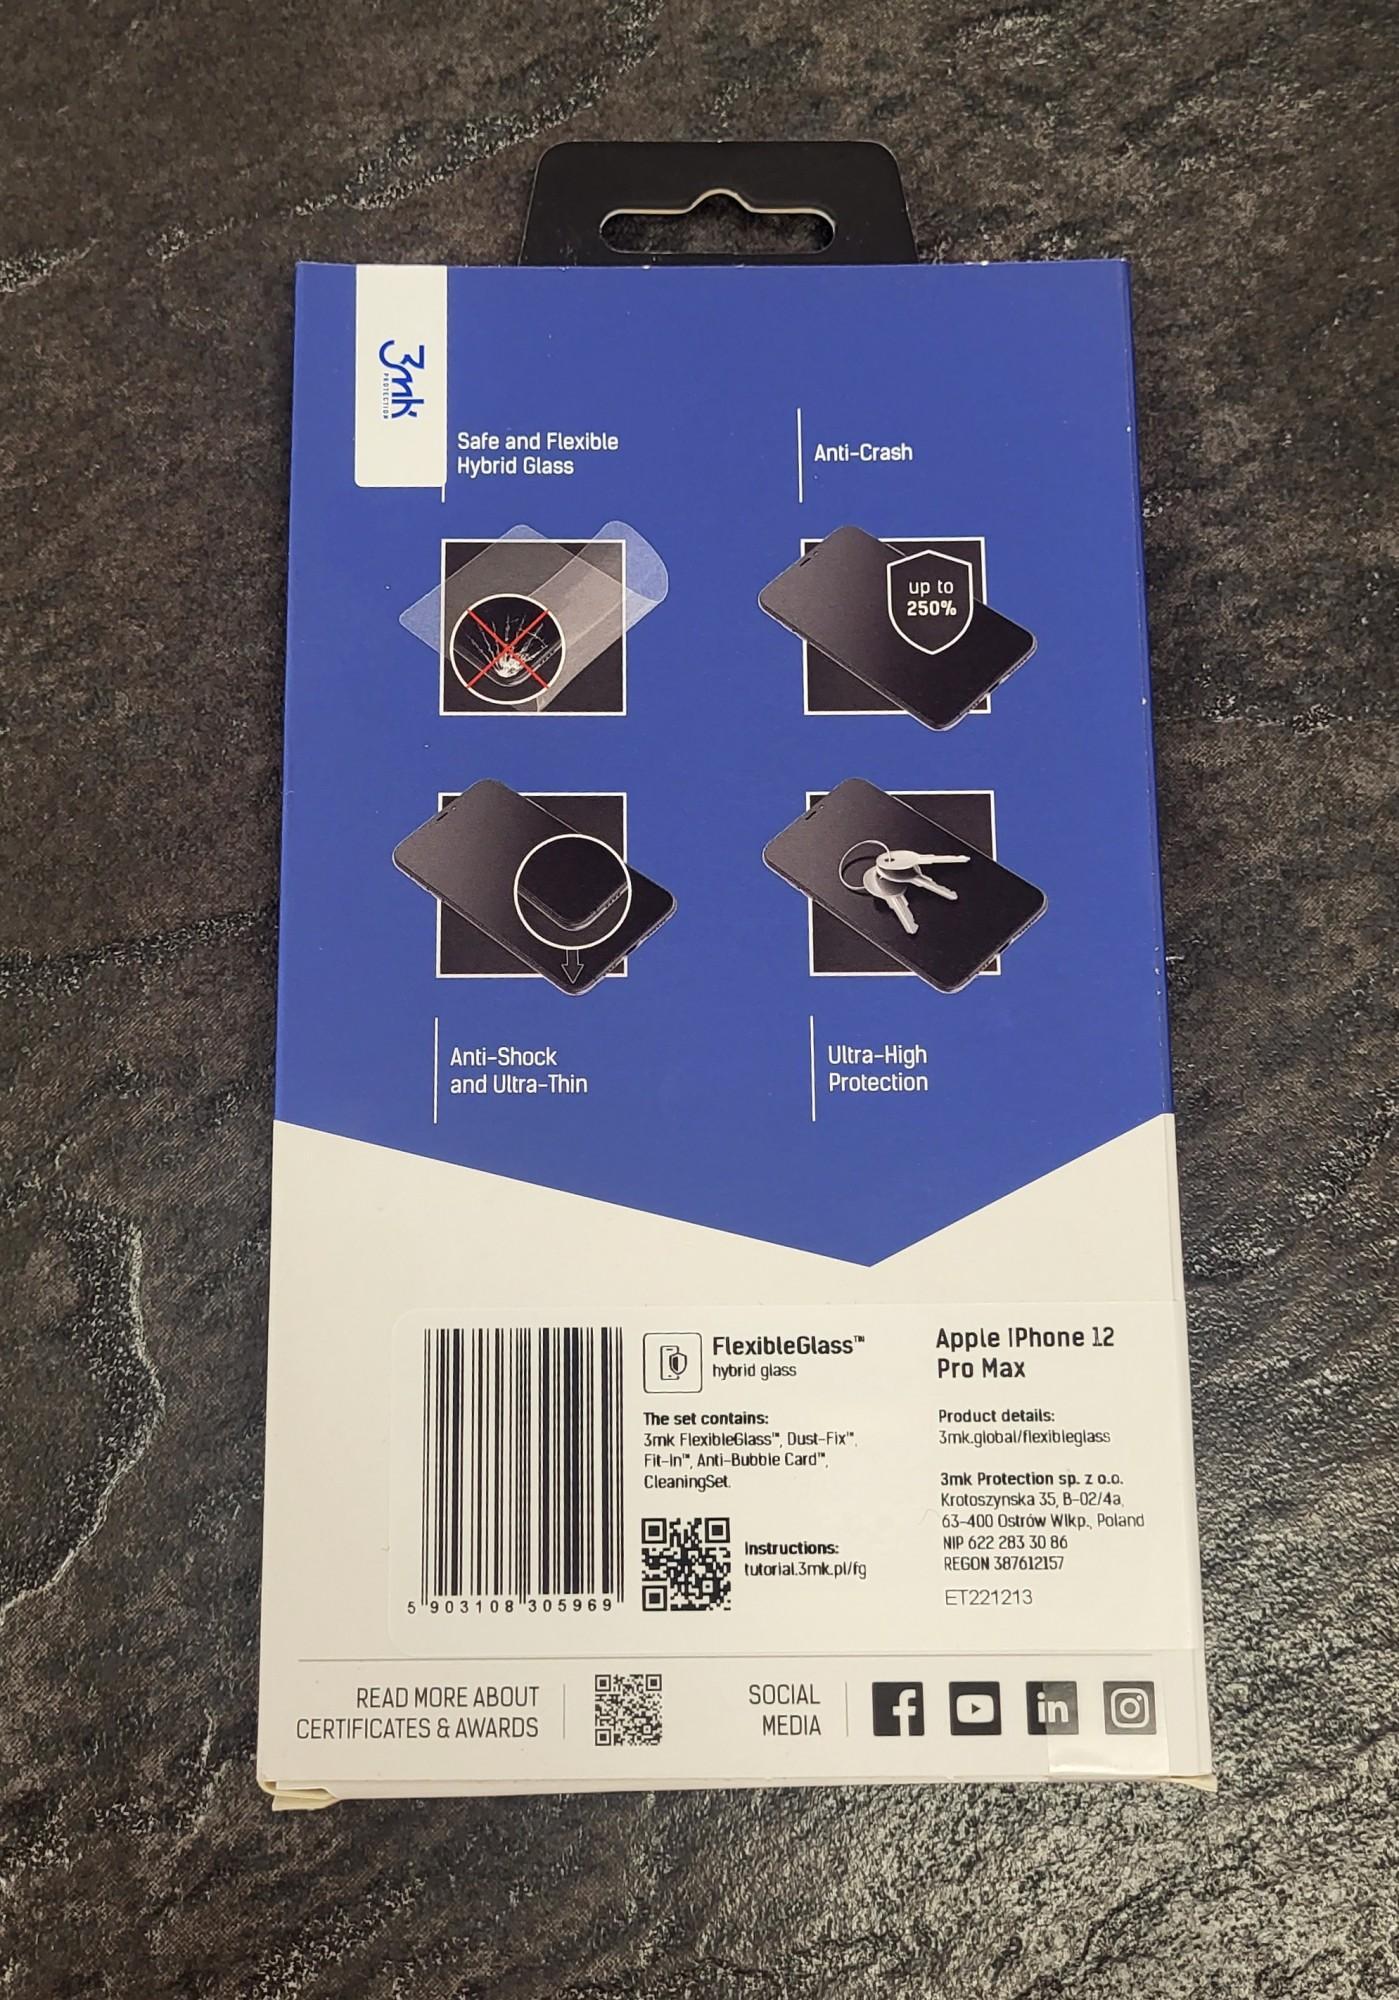 3mk
PROTECTION
Safe and Flexible
Hybrid Glass
Anti-Crash
up to
250%
Anti-Shock
and Ultra-Thin
Ultra-High
Protection
FlexibleGlass™
hybrid glass
The set contains:
3mk FlexibleGlass™, Dust-Fix™,
Fit-In™, Anti-Bubble Card™,
CleaningSet.
Instructions:
tutorial.3mk.pl/fg
5 903108 305969
Apple iPhone 12
Pro Max
Product details:
3mk.global/flexibleglass
3mk Protection sp. z o.o.
Krotoszynska 35, B-02/4a,
63-400 Ostrów Wlkp., Poland
NIP 622 283 30 86
REGON 387612157
ET221213
READ MORE ABOUT
CERTIFICATES & AWARDS
SOCIAL
MEDIA
f
in